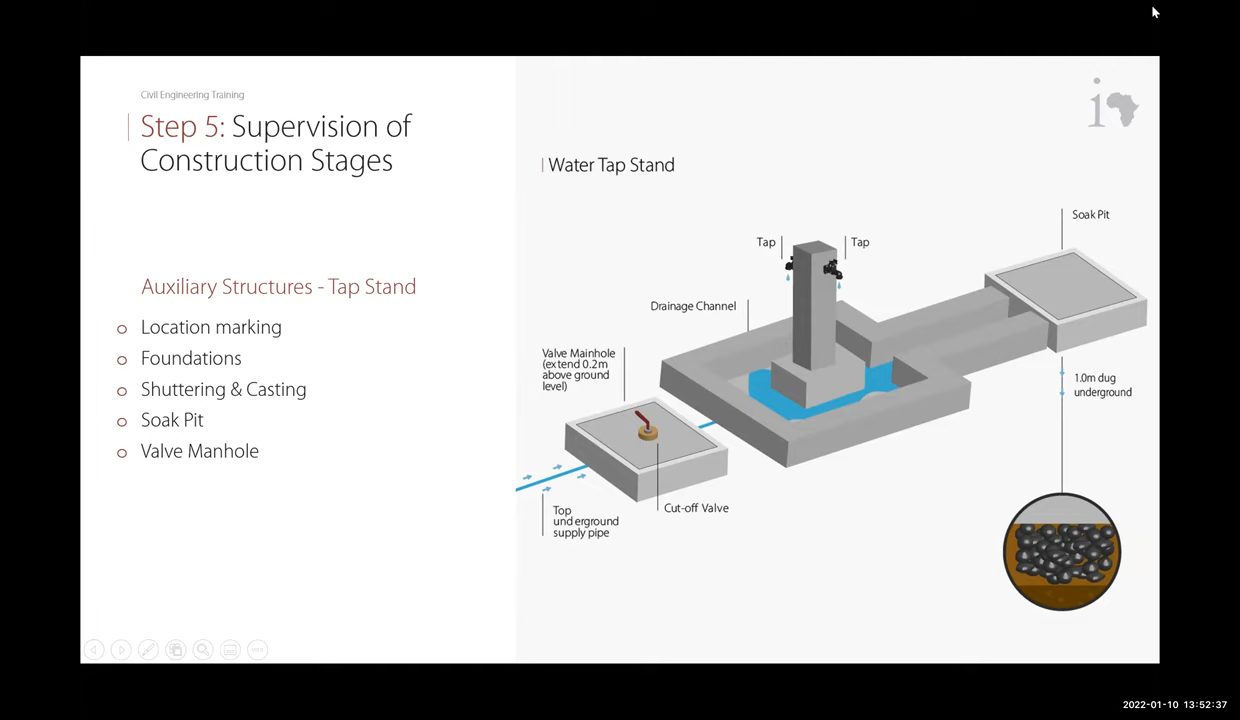 Civil Engineering Training
Step 5: Supervision of
Construction Stages
Auxiliary Structures - Tap Stand
Location marking
Foundations
Shuttering & Casting
Soak Pit
Valve Manhole
Water Tap Stand
Soak Pit
Tap
Tap
Drainage Channel
Valve Mainhole
(extend 0.2m
above ground
level)
1.0m dug
underground
Cut-off Valve
Top
und erground
supply pipe
i
2022-01-10 13:52:37